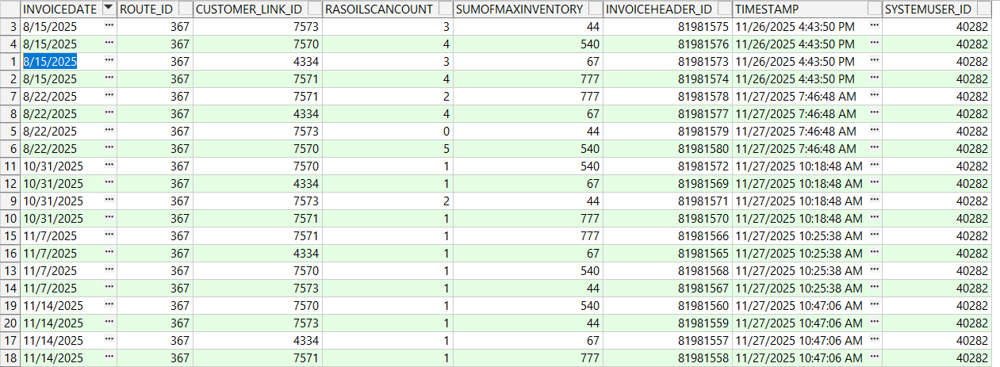 INVOICEDATE ROUTE_ID CUSTOMER_LINK_ID RASOILSCANCOUNT SUMOFMAXINVENTORY INVOICEHEADER_ID TIMESTAMP SYSTEMUSER_ID
3 8/15/2025 ... 367 7573 3 44 81981575 11/26/2025 4:43:50 PM ... 40282
4 8/15/2025 ... 367 7570 4 540 81981576 11/26/2025 4:43:50 PM ... 40282
1 8/15/2025 ... 367 4334 3 67 81981573 11/26/2025 4:43:50 PM ... 40282
2 8/15/2025 ... 367 7571 4 777 81981574 11/26/2025 4:43:50 PM ... 40282
7 8/22/2025 ... 367 7571 2 777 81981578 11/27/2025 7:46:48 AM ... 40282
8 8/22/2025 ... 367 4334 4 67 81981577 11/27/2025 7:46:48 AM ... 40282
5 8/22/2025 ... 367 7573 0 44 81981579 11/27/2025 7:46:48 AM ... 40282
6 8/22/2025 ... 367 7570 5 540 81981580 11/27/2025 7:46:48 AM ... 40282
11 10/31/2025 ... 367 7570 1 540 81981572 11/27/2025 10:18:48 AM ... 40282
12 10/31/2025 ... 367 4334 1 67 81981569 11/27/2025 10:18:48 AM ... 40282
9 10/31/2025 ... 367 7573 2 44 81981571 11/27/2025 10:18:48 AM ... 40282
10 10/31/2025 ... 367 7571 1 777 81981570 11/27/2025 10:18:48 AM ... 40282
15 11/7/2025 ... 367 7571 1 777 81981566 11/27/2025 10:25:38 AM ... 40282
16 11/7/2025 ... 367 4334 1 67 81981565 11/27/2025 10:25:38 AM ... 40282
13 11/7/2025 ... 367 7570 1 540 81981568 11/27/2025 10:25:38 AM ... 40282
14 11/7/2025 ... 367 7573 1 44 81981567 11/27/2025 10:25:38 AM ... 40282
19 11/14/2025 ... 367 7570 1 540 81981560 11/27/2025 10:47:06 AM ... 40282
20 11/14/2025 ... 367 7573 1 44 81981559 11/27/2025 10:47:06 AM ... 40282
17 11/14/2025 ... 367 4334 1 67 81981557 11/27/2025 10:47:06 AM ... 40282
18 11/14/2025 ... 367 7571 1 777 81981558 11/27/2025 10:47:06 AM ... 40282